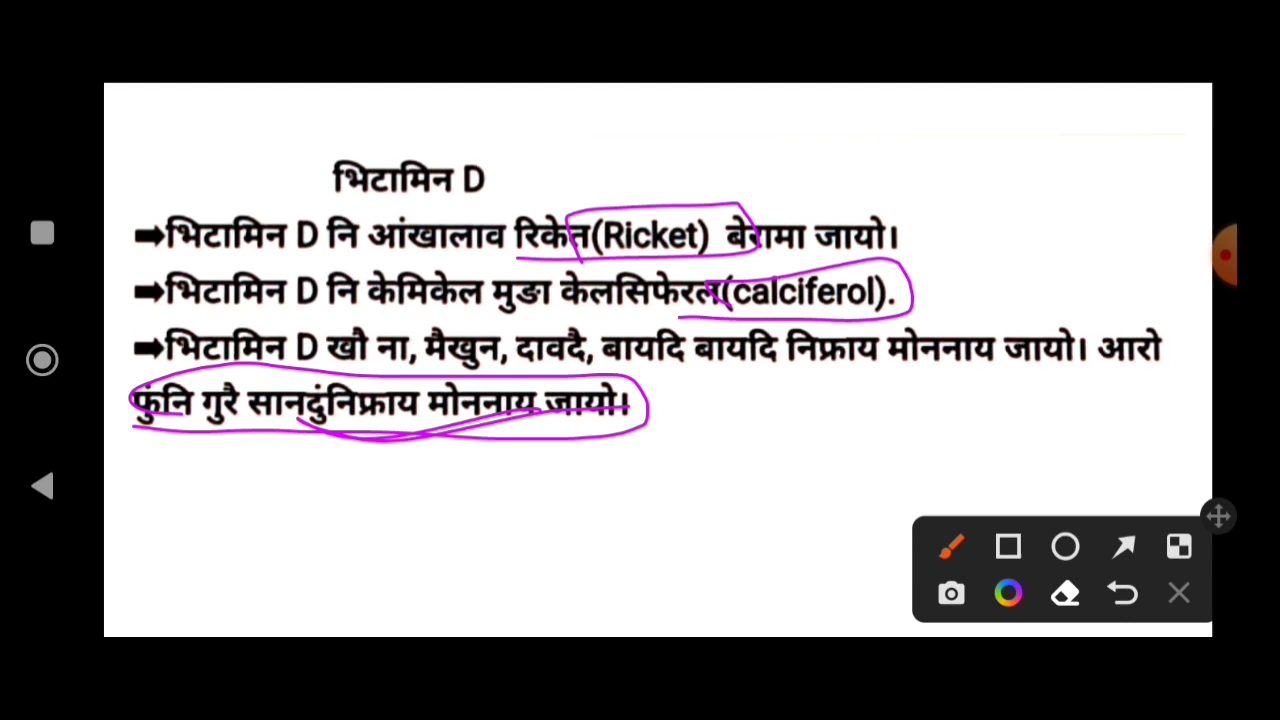 भिटामिन D
➡भिटामिन D नि आंखालाव रिकेत(Ricket) बेरामा जायो।
➡भिटामिन D नि केमिकेल मुङा केलसिफेरल(calciferol).
➡भिटामिन D खौ ना, मैखुन, दावदै, बायदि बायदि निफ्राय मोननाय जायो। आरो
फुंनि गुरै सानदुंनिफ्राय मोननाय जायो।